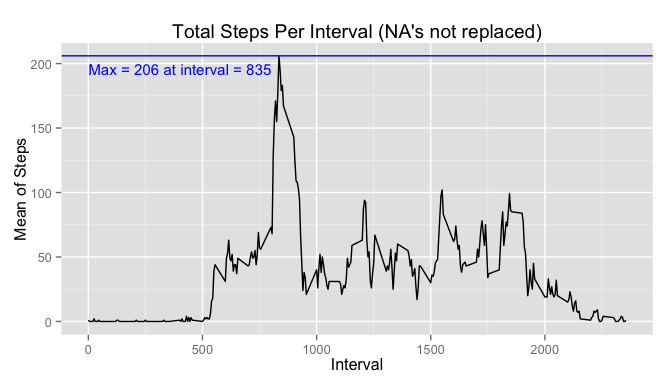 Total Steps Per Interval (NA's not replaced)
Max = 206 at interval = 835
Mean of Steps
200
150
100
50
0
0 500 1000 1500 2000
Interval